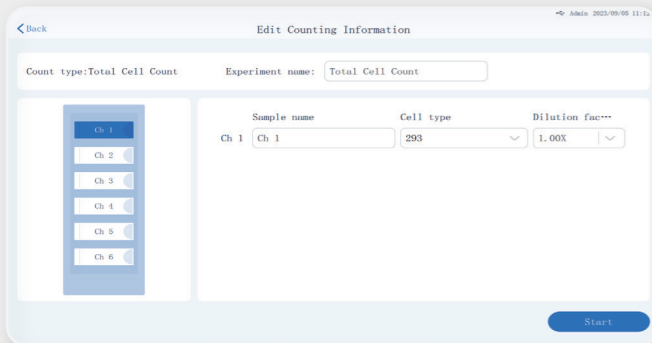 Admin 2023/09/05 11:1
Back
Edit Counting Information
Count type:Total Cell Count
Experiment name:
Total Cell Count
Ch 1
Ch 2
Ch 3
Ch 4
Ch 5
Ch 6
Sample name
Cell type
Dilution fac…
Ch 1
Ch 1
293
1.00X
Start